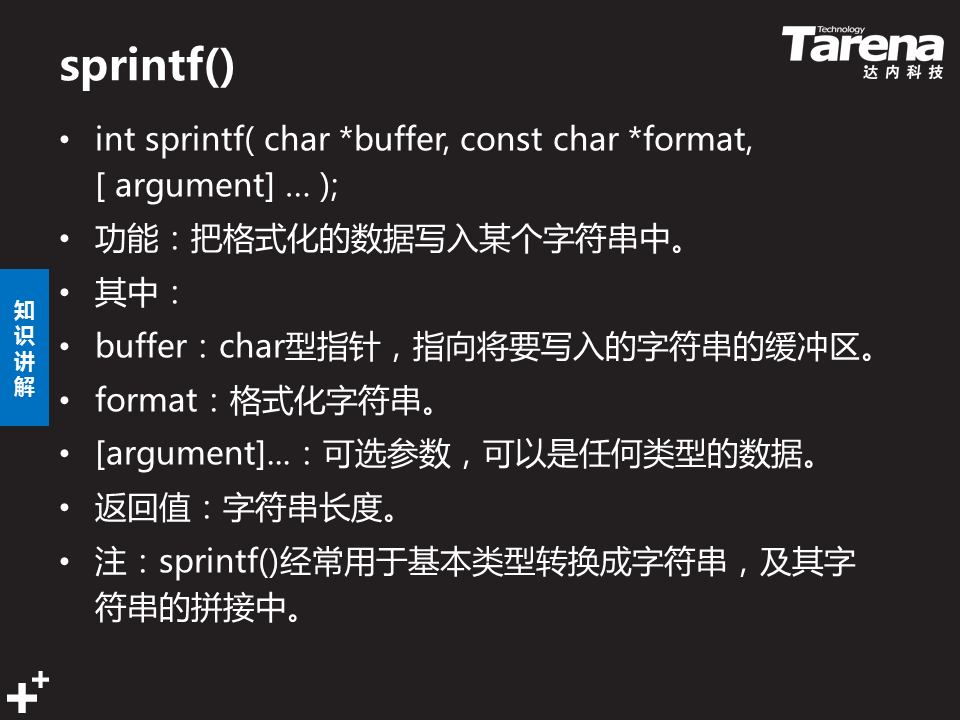 sprintf()
Technology
Tarena
达内科技
• int sprintf( char *buffer, const char *format,
[ argument] … );
• 功能：把格式化的数据写入某个字符串中。
• 其中：
• buffer：char型指针，指向将要写入的字符串的缓冲区。
• format：格式化字符串。
• [argument]...：可选参数，可以是任何类型的数据。
• 返回值：字符串长度。
• 注：sprintf()经常用于基本类型转换成字符串，及其字
符串的拼接中。
知
识
讲
解